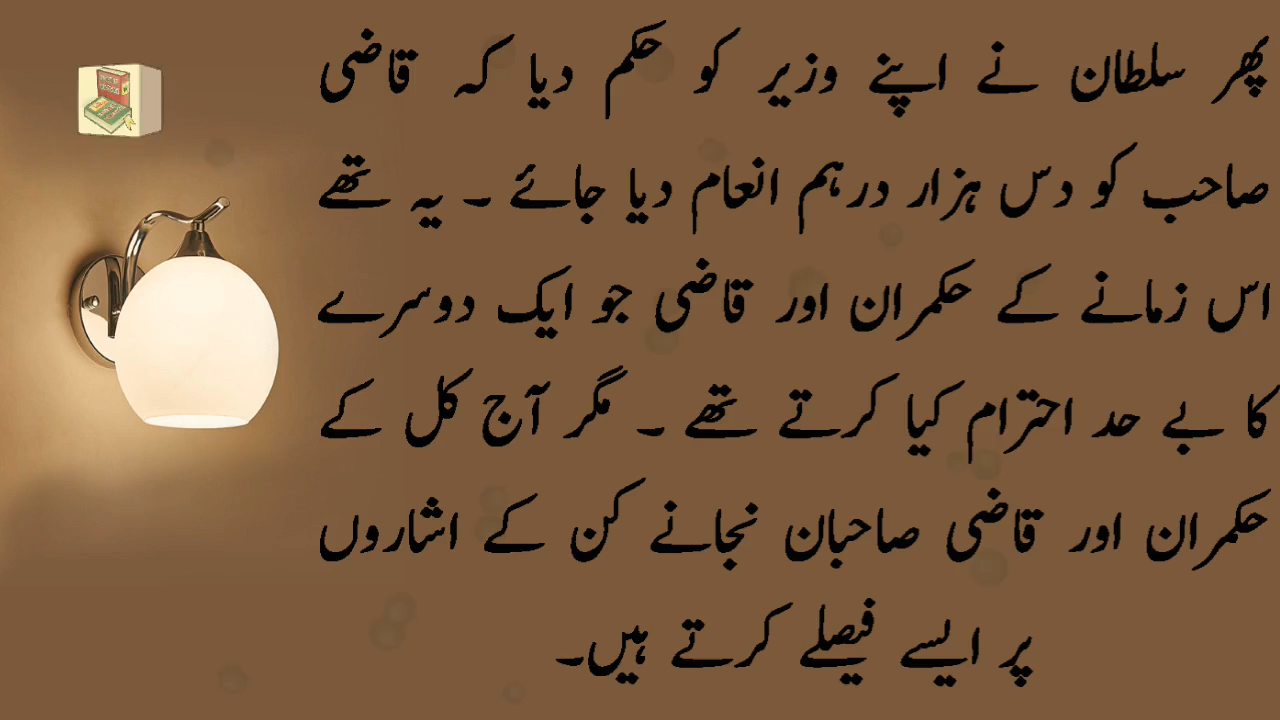 پھر سلطان نے اپنے وزیر کو حکم دیا کہ قاضی
صاحب کو دس ہزار درہم انعام دیا جائے ۔ یہ تھے
اس زمانے کے حکمران اور قاضی جو ایک دوسرے
کا بے حد احترام کیا کرتے تھے ۔ مگر آج کل کے
حکمران اور قاضی صاحبان نجانے کن کے اشاروں
پر ایسے فیصلے کرتے ہیں۔